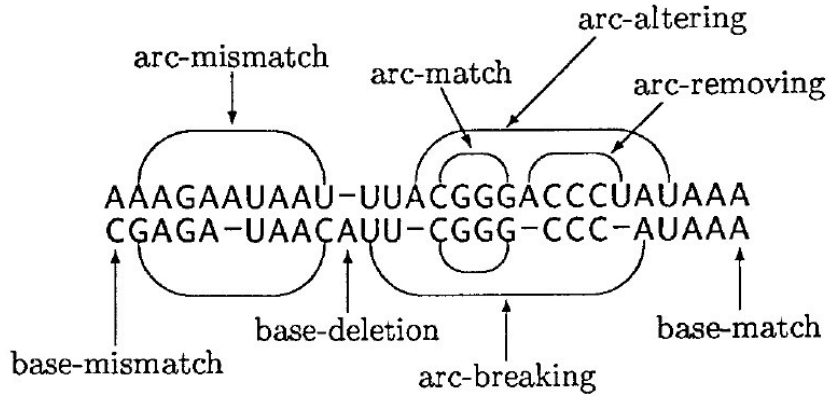 arc-altering
arc-mismatch
arc-match
arc-removing
AAAGAAUAAU-UUACGGGACCCUAUAAA
CGAGA-UAACAUU-CGGG-CCC-AUAAA
base-deletion
base-match
base-mismatch
arc-breaking